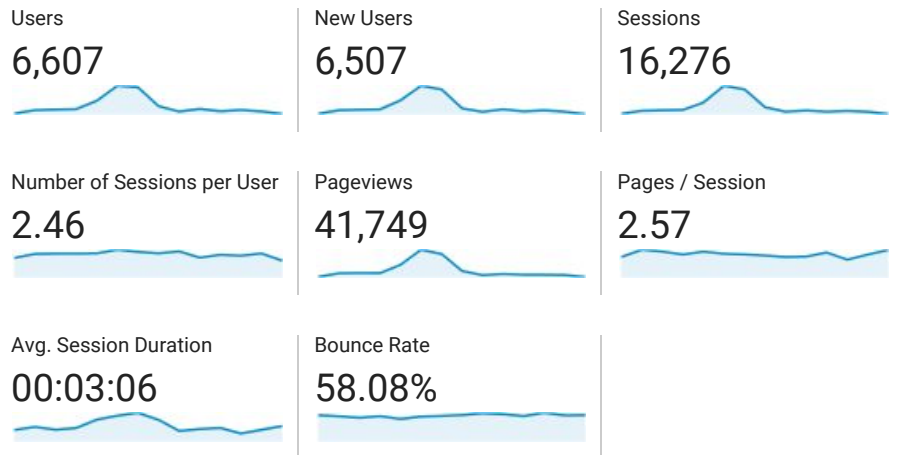 Users
6,607
New Users
6,507
Sessions
16,276
Number of Sessions per User
2.46
Pageviews
41,749
Pages / Session
2.57
Avg. Session Duration
00:03:06
Bounce Rate
58.08%